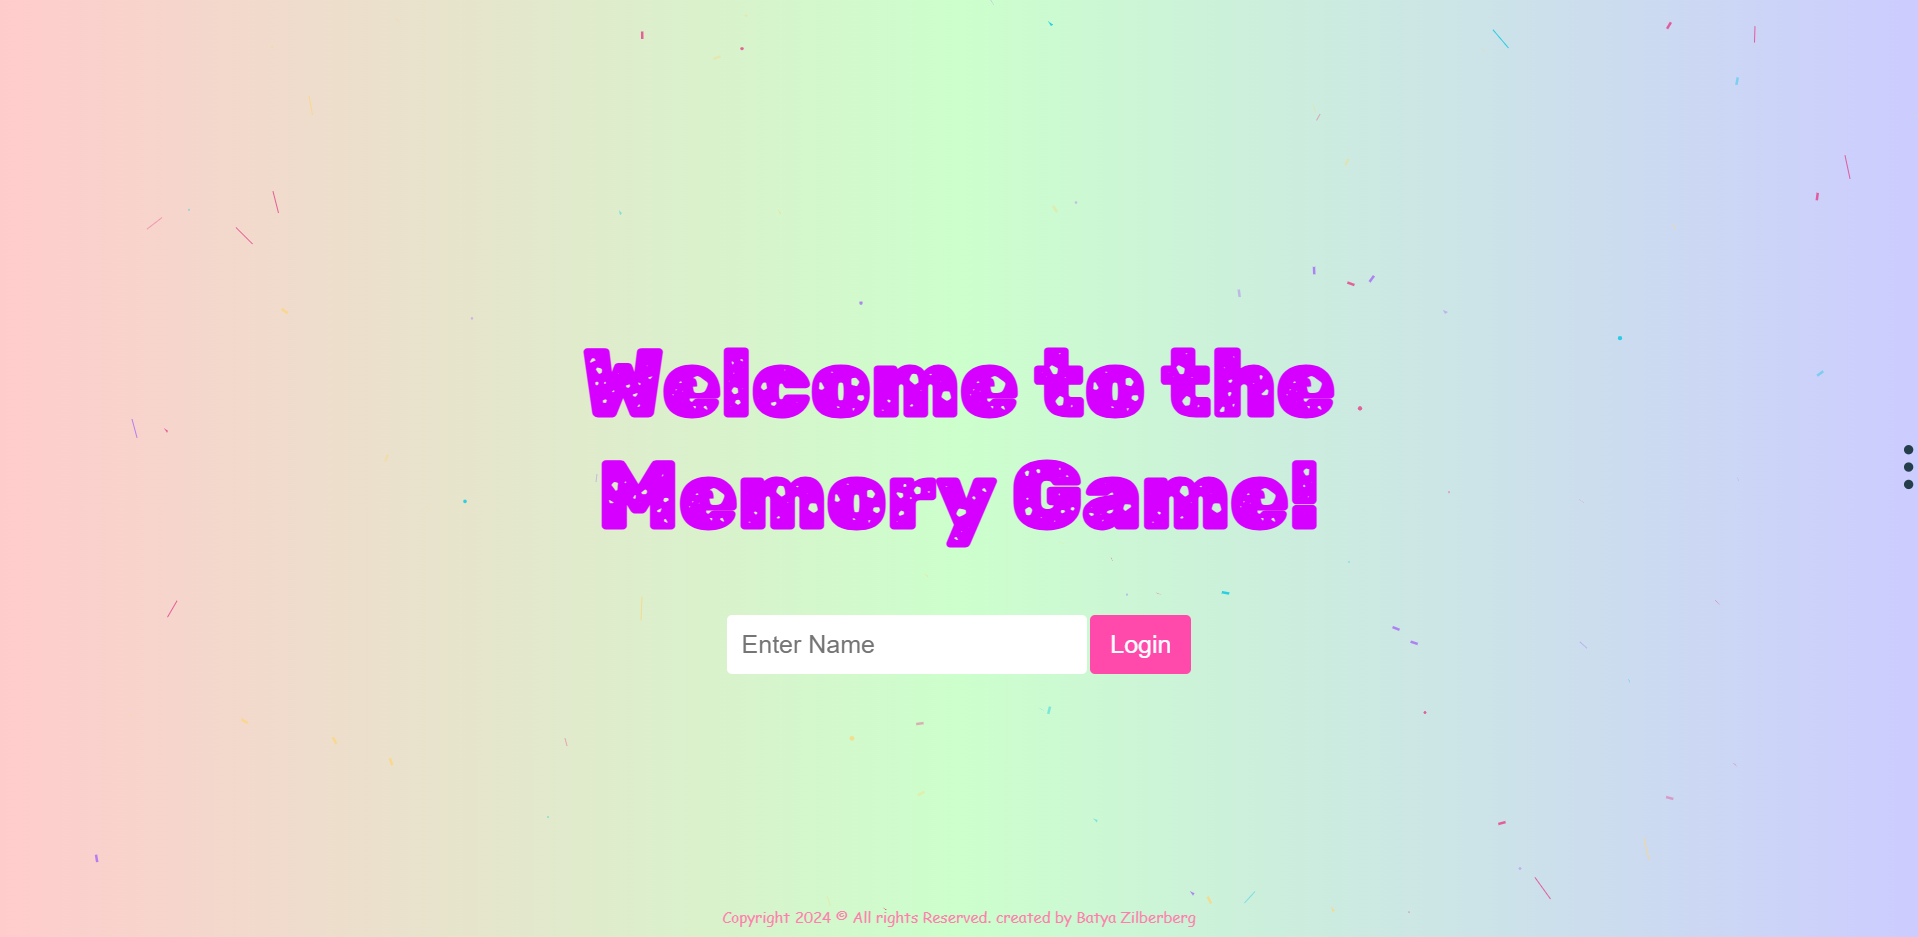 Welcome to the
Memory Game!
Enter Name
Login
Copyright 2024 © All rights Reserved. created by Batya Zilberberg